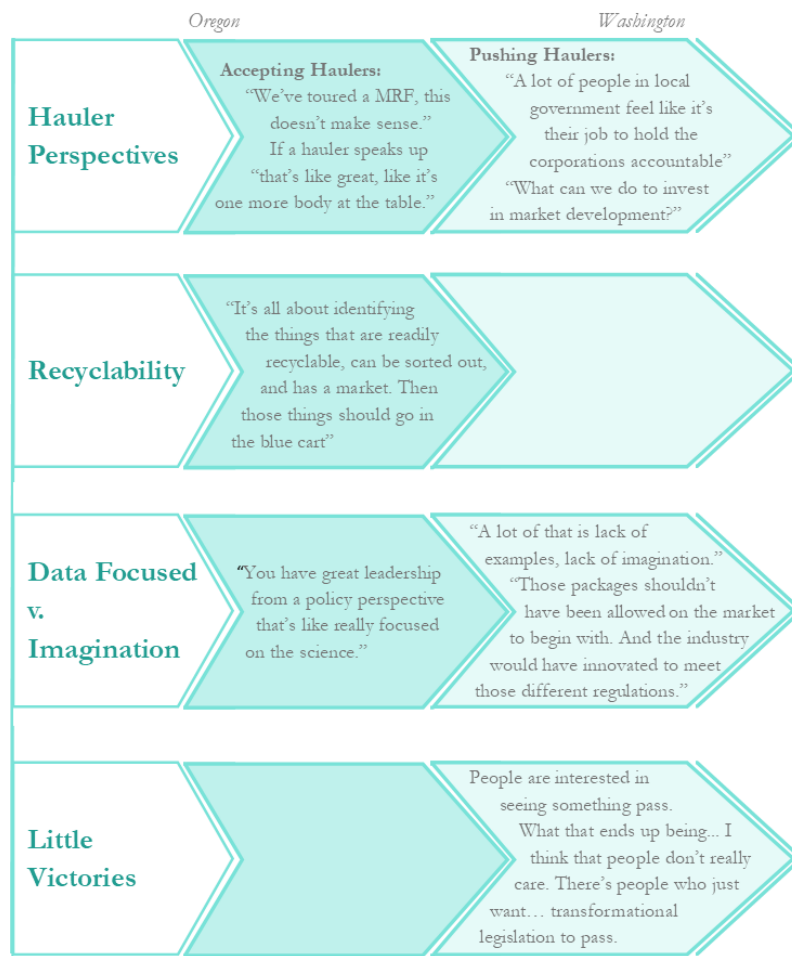 Oregon
Washington
Hauler
Perspectives
Accepting Haulers:
“We’ve toured a MRF, this
doesn’t make sense.”
If a hauler speaks up
“that’s like great, like it’s
one more body at the table.”
Pushing Haulers:
“A lot of people in local
government feel like it’s
their job to hold the
corporations accountable”
“What can we do to invest
in market development?”
Recyclability
“It’s all about identifying
the things that are readily
recyclable, can be sorted out,
and has a market. Then
those things should go in
the blue cart”
Data Focused
v.
Imagination
“You have great leadership
from a policy perspective
that’s like really focused
on the science.”
“A lot of that is lack of
examples, lack of imagination.”
“Those packages shouldn’t
have been allowed on the market
to begin with. And the industry
would have innovated to meet
those different regulations.”
Little
Victories
People are interested in
seeing something pass.
What that ends up being... I
think that people don’t really
care. There’s people who just
want… transformational
legislation to pass.